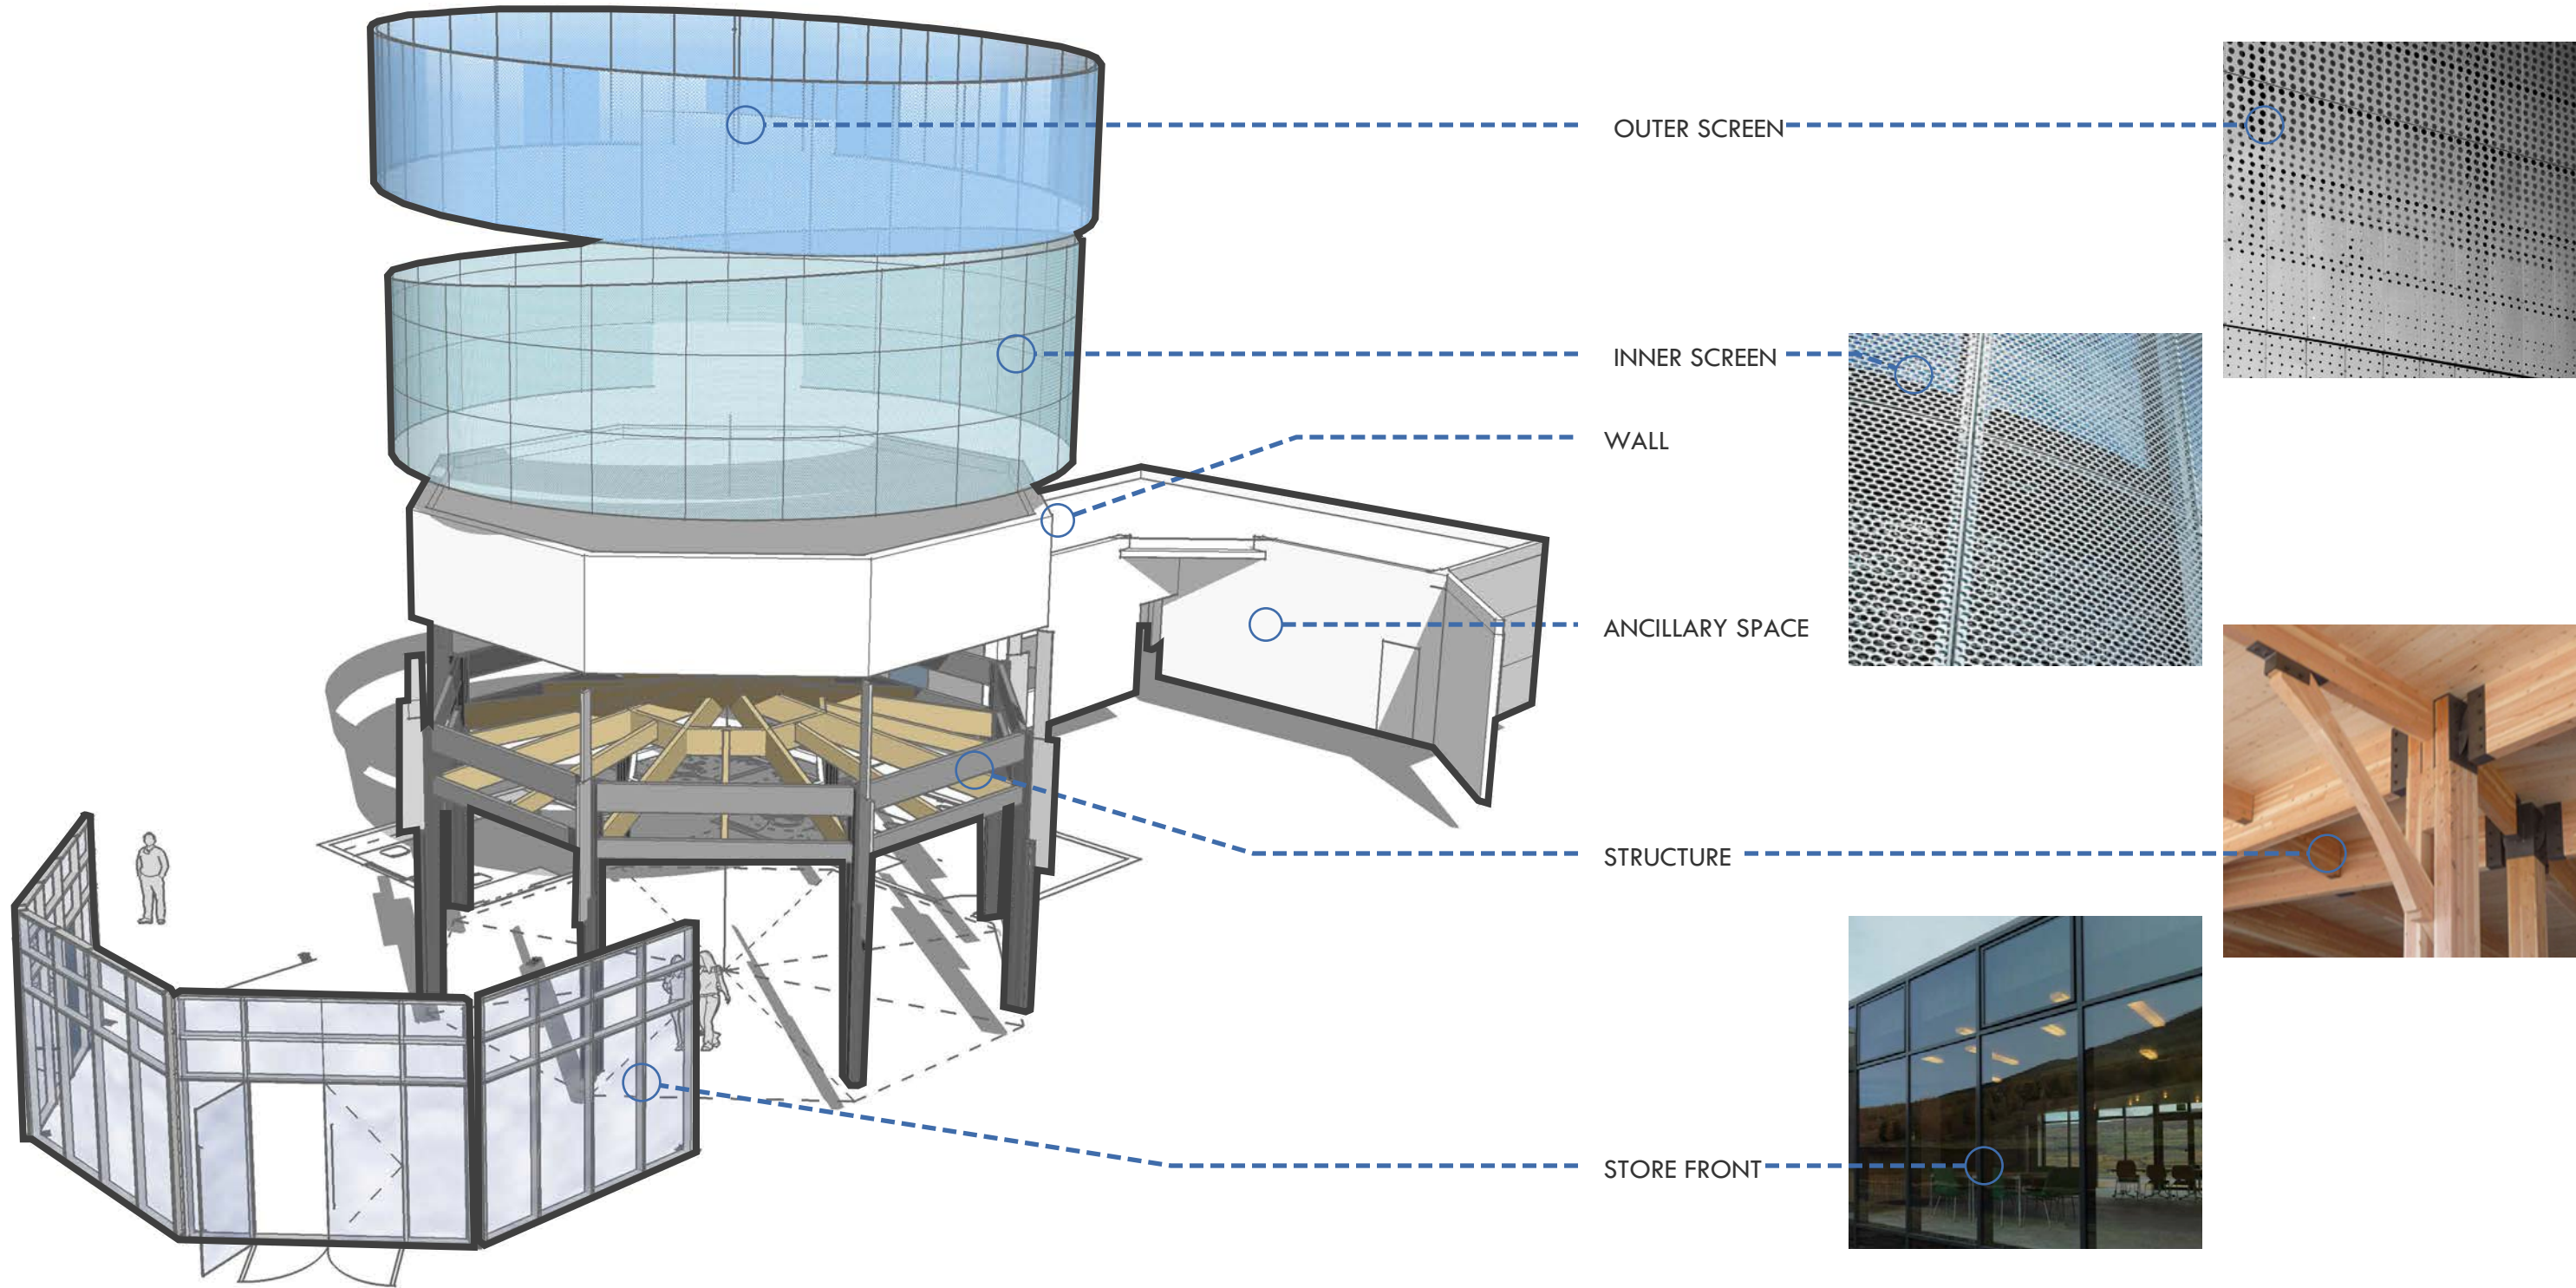 OUTER SCREEN
INNER SCREEN
WALL
ANCILLARY SPACE
STRUCTURE
STORE FRONT